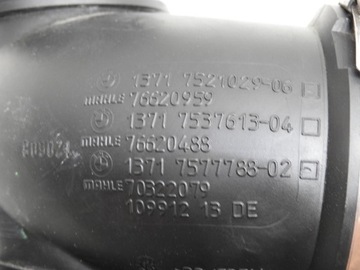 1371 7521029-06
MAHLE 76620959
1371 7537613-04
MAHLE 76620488
1371 7577788-02
MAHLE 70322079
109912 13 DE